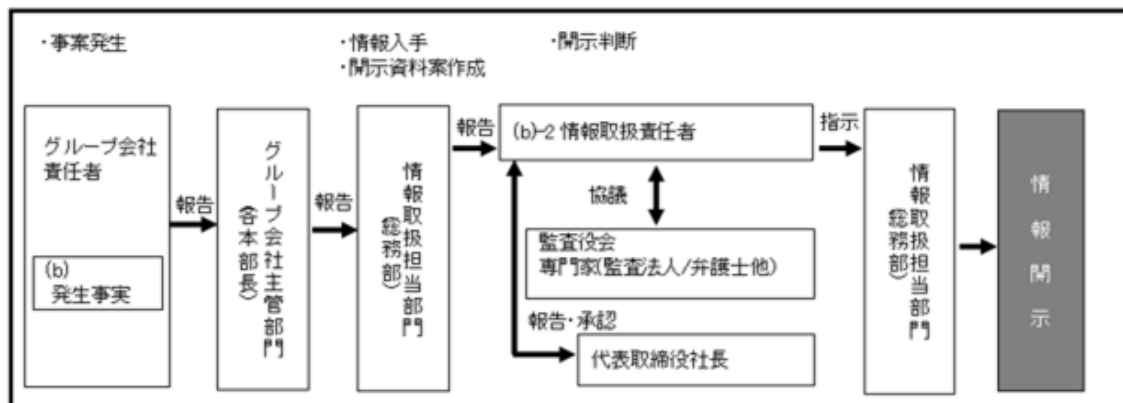 ・事案発生
・情報入手
・開示資料案作成
・開示判断
グループ会社
責任者
(b)
発生事実
報告
グループ会社主管部門
(各本部長)
報告
情報取扱担当部門
(総務部)
報告
(b)-2 情報取扱責任者
協議
監査役会
専門家(監査法人/弁護士他)
報告・承認
代表取締役社長
指示
情報取扱担当部門
(総務部)
情報開示